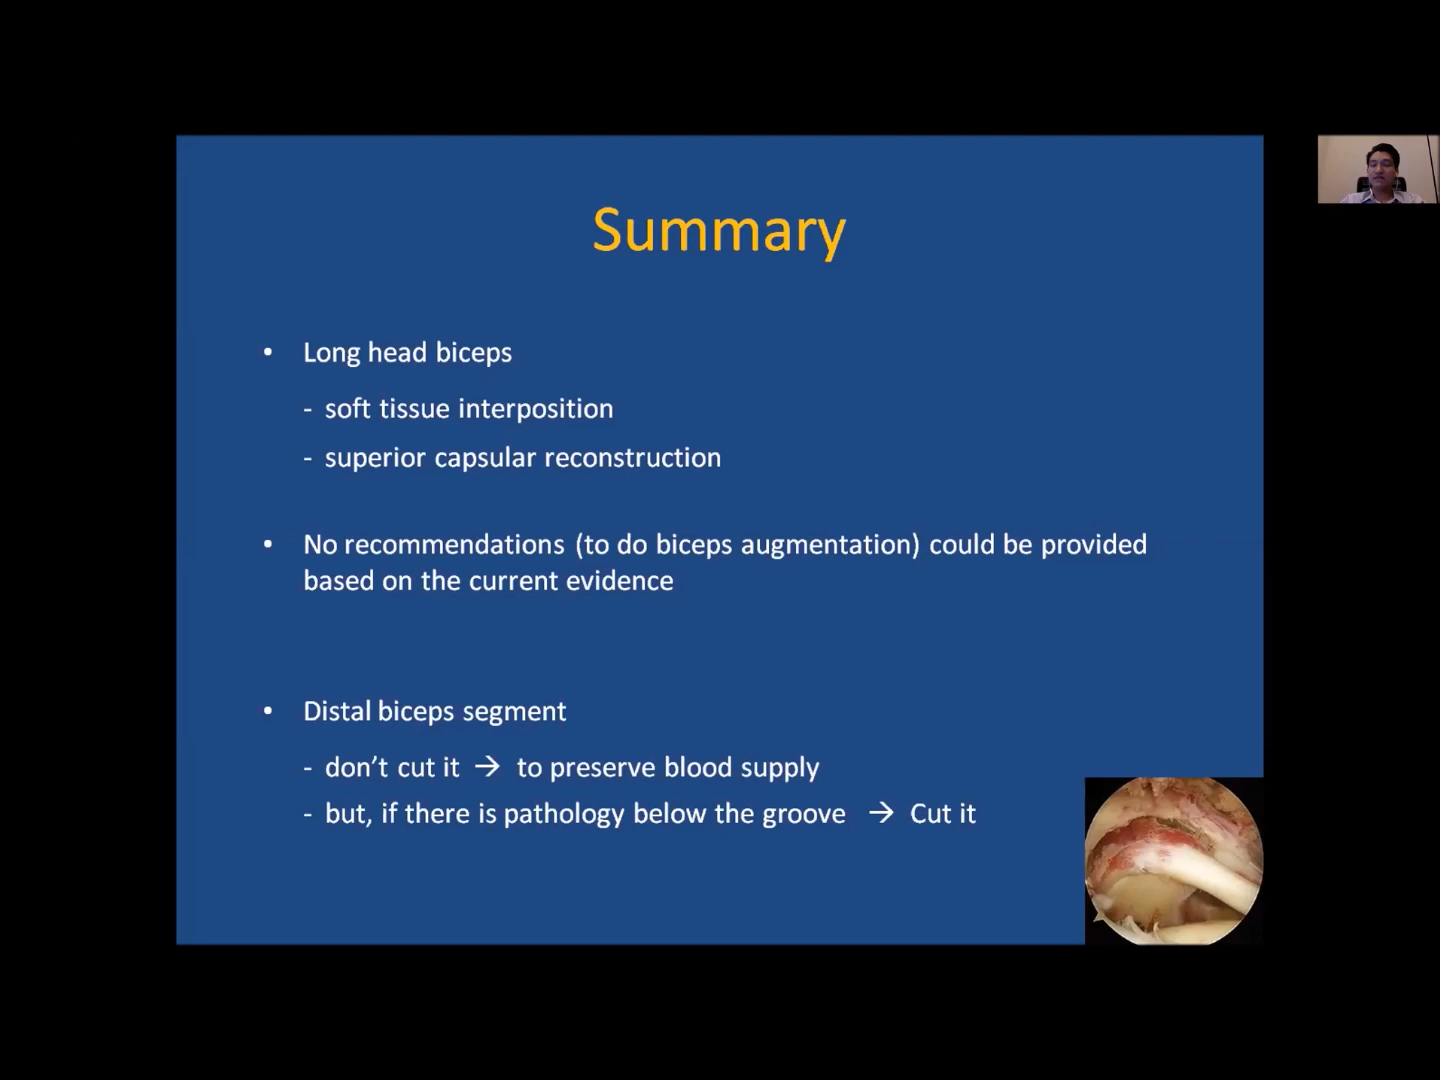 Summary
• Long head biceps
- soft tissue interposition
- superior capsular reconstruction
• No recommendations (to do biceps augmentation) could be provided
based on the current evidence
• Distal biceps segment
- don’t cut it → to preserve blood supply
- but, if there is pathology below the groove → Cut it